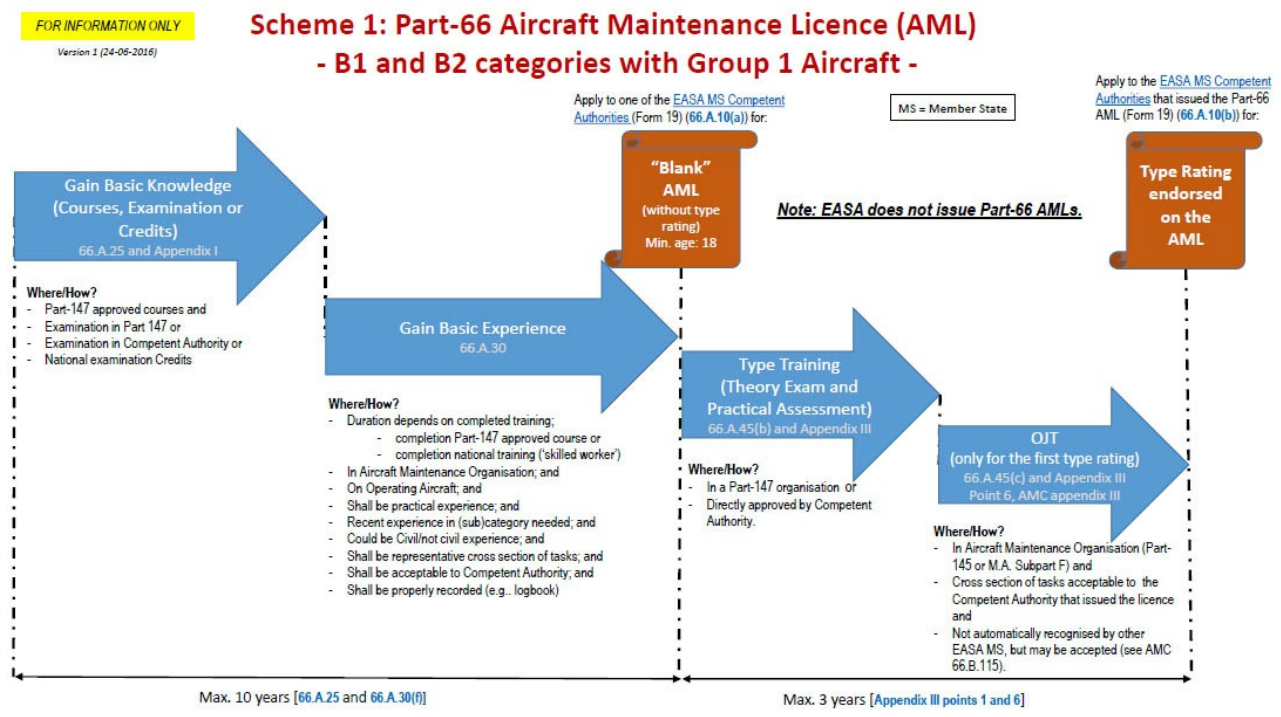 FOR INFORMATION ONLY
Version 1 (24-06-2016)
Scheme 1: Part-66 Aircraft Maintenance Licence (AML)
- B1 and B2 categories with Group 1 Aircraft -
Apply to one of the EASA MS Competent
Authorities (Form 19) (66.A.10(a)) for:
MS = Member State
Apply to the EASA MS Competent
Authorities that issued the Part-66
AML (Form 19) (66.A.10(b)) for:
"Blank"
AML
(without type
rating)
Min. age: 18
Note: EASA does not issue Part-66 AMLs.
Type Rating
endorsed
on the
AML
Gain Basic Knowledge
(Courses, Examination or
Credits)
66.A.25 and Appendix I
Where/How?
- Part-147 approved courses and
- Examination in Part 147 or
- Examination in Competent Authority or
- National examination Credits
Gain Basic Experience
66.A.30
Where/How?
- Duration depends on completed training;
- completion Part-147 approved course or
- completion national training ('skilled worker')
- In Aircraft Maintenance Organisation; and
- On Operating Aircraft; and
- Shall be practical experience; and
- Recent experience in (sub)category needed; and
- Could be Civil/not civil experience; and
- Shall be representative cross section of tasks; and
- Shall be acceptable to Competent Authority; and
- Shall be properly recorded (e.g.. logbook)
Type Training
(Theory Exam and
Practical Assessment)
66.A.45(b) and Appendix III
Where/How?
- In a Part-147 organisation or
- Directly approved by Competent
Authority.
OJT
(only for the first type rating)
66.A.45(c) and Appendix III
Point 6, AMC appendix III
Where/How?
- In Aircraft Maintenance Organisation (Part-
145 or M.A. Subpart F) and
- Cross section of tasks acceptable to the
Competent Authority that issued the licence
and
- Not automatically recognised by other
EASA MS, but may be accepted (see AMC
66.B.115).
Max. 10 years [66.A.25 and 66.A.30(f)]
Max. 3 years [Appendix III points 1 and 6]